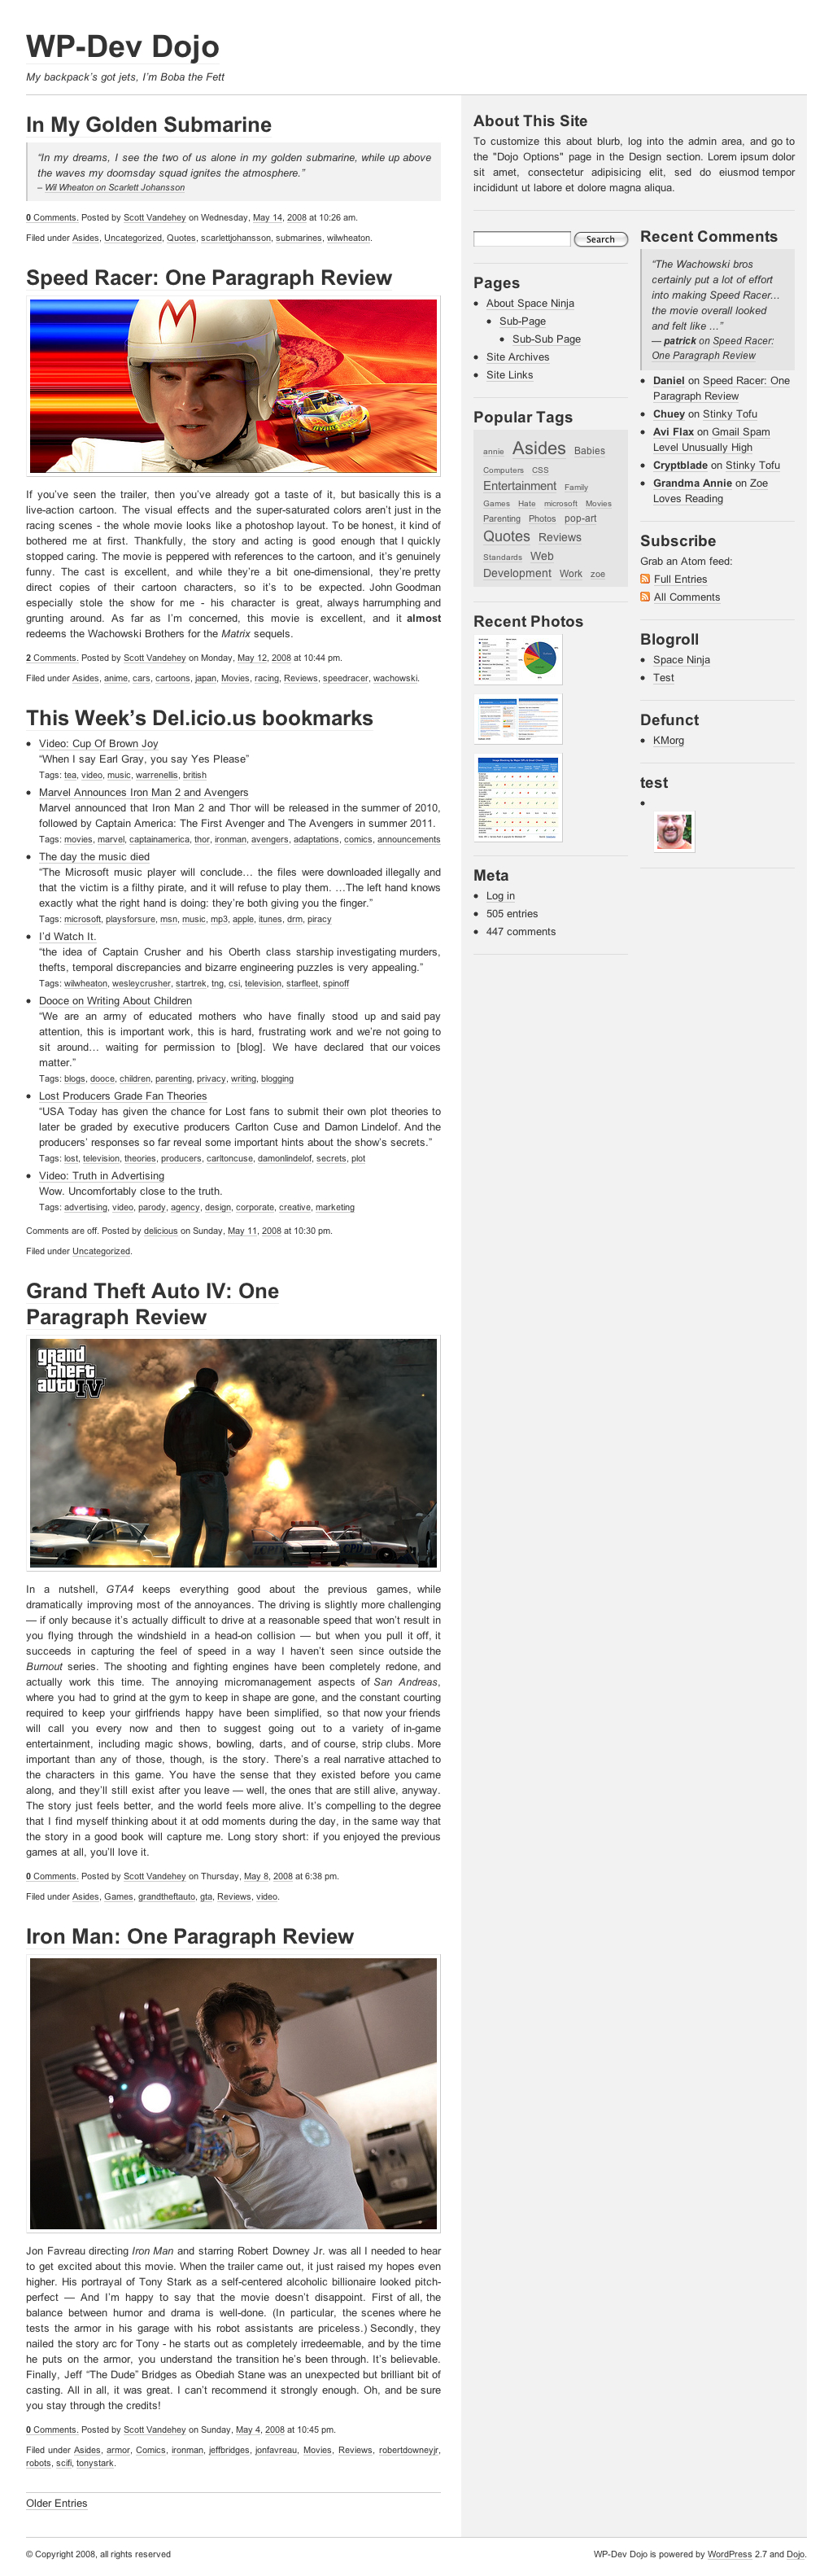 WP-Dev Dojo
My backpack's got jets, I'm Boba the Fett
In My Golden Submarine
“In my dreams, I see the two of us alone in my golden submarine, while up above
the waves my doomsday squad ignites the atmosphere.”
– Wil Wheaton on Scarlett Johansson
0 Comments. Posted by Scott Vandehey on Wednesday, May 14, 2008 at 10:26 am.
Filed under Asides, Uncategorized, Quotes, scarlettjohansson, submarines, wilwheaton.
Speed Racer: One Paragraph Review
If you've seen the trailer, then you've already got a taste of it, but basically this is a
live-action cartoon. The visual effects and the super-saturated colors aren't just in the
racing scenes - the whole movie looks like a photoshop layout. To be honest, it kind of
bothered me at first. Thankfully, the story and acting is good enough that I quickly
stopped caring. The movie is peppered with references to the cartoon, and it's genuinely
funny. The cast is excellent, and while they're a bit one-dimensional, they're pretty
direct copies of their cartoon characters, so it's to be expected. John Goodman
especially stole the show for me - his character is great, always harrumphing and
grunting around. As far as I'm concerned, this movie is excellent, and it almost
redeems the Wachowski Brothers for the Matrix sequels.
2 Comments. Posted by Scott Vandehey on Monday, May 12, 2008 at 10:44 pm.
Filed under Asides, anime, cars, cartoons, japan, Movies, racing, Reviews, speedracer, wachowski.
This Week's Del.icio.us bookmarks
Video: Cup Of Brown Joy
“When I say Earl Gray, you say Yes Please”
Tags: tea, video, music, warrenellis, british
Marvel Announces Iron Man 2 and Avengers
Marvel announced that Iron Man 2 and Thor will be released in the summer of 2010,
followed by Captain America: The First Avenger and The Avengers in summer 2011.
Tags: movies, marvel, captainamerica, thor, ironman, avengers, adaptations, comics, announcements
The day the music died
“The Microsoft music player will conclude… the files were downloaded illegally and
that the victim is a filthy pirate, and it will refuse to play them. …The left hand knows
exactly what the right hand is doing: they're both giving you the finger.”
Tags: microsoft, playsforsure, msn, music, mp3, apple, itunes, drm, piracy
I'd Watch It.
“the idea of Captain Crusher and his Oberth class starship investigating murders,
thefts, temporal discrepancies and bizarre engineering puzzles is very appealing.”
Tags: wilwheaton, wesleycrusher, startrek, tng, csi, television, starfleet, spinoff
Dooce on Writing About Children
“We are an army of educated mothers who have finally stood up and said pay
attention, this is important work, this is hard, frustrating work and we're not going to
sit around… waiting for permission to [blog]. We have declared that our voices
matter.”
Tags: blogs, dooce, children, parenting, privacy, writing, blogging
Lost Producers Grade Fan Theories
“USA Today has given the chance for Lost fans to submit their own plot theories to
later be graded by executive producers Carlton Cuse and Damon Lindelof. And the
producers' responses so far reveal some important hints about the show's secrets.”
Tags: lost, television, theories, producers, carltoncuse, damonlindelof, secrets, plot
Video: Truth in Advertising
Wow. Uncomfortably close to the truth.
Tags: advertising, video, parody, agency, design, corporate, creative, marketing
Comments are off. Posted by delicious on Sunday, May 11, 2008 at 10:30 pm.
Filed under Uncategorized.
Grand Theft Auto IV: One
Paragraph Review
grand
theft
auto IV
In a nutshell, GTA4 keeps everything good about the previous games, while
dramatically improving most of the annoyances. The driving is slightly more challenging
— if only because it's actually difficult to drive at a reasonable speed that won't result in
you flying through the windshield in a head-on collision — but when you pull it off, it
succeeds in capturing the feel of speed in a way I haven't seen since outside the
Burnout series. The shooting and fighting engines have been completely redone, and
actually work this time. The annoying micromanagement aspects of San Andreas,
where you had to grind at the gym to keep in shape are gone, and the constant courting
required to keep your girlfriends happy have been simplified, so that now your friends
will call you every now and then to suggest going out to a variety of in-game
entertainment, including magic shows, bowling, darts, and of course, strip clubs. More
important than any of those, though, is the story. There's a real narrative attached to
the characters in this game. You have the sense that they existed before you came
along, and they'll still exist after you leave — well, the ones that are still alive, anyway.
The story just feels better, and the world feels more alive. It's compelling to the degree
that I find myself thinking about it at odd moments during the day, in the same way that
the story in a good book will capture me. Long story short: if you enjoyed the previous
games at all, you'll love it.
0 Comments. Posted by Scott Vandehey on Thursday, May 8, 2008 at 6:38 pm.
Filed under Asides, Games, grandtheftauto, gta, Reviews, video.
Iron Man: One Paragraph Review
Jon Favreau directing Iron Man and starring Robert Downey Jr. was all I needed to hear
to get excited about this movie. When the trailer came out, it just raised my hopes even
higher. His portrayal of Tony Stark as a self-centered alcoholic billionaire looked pitch-
perfect — And I'm happy to say that the movie doesn't disappoint. First of all, the
balance between humor and drama is well-done. (In particular, the scenes where he
tests the armor in his garage with his robot assistants are priceless.) Secondly, they
nailed the story arc for Tony - he starts out as completely irredeemable, and by the time
he puts on the armor, you understand the transition he's been through. It's believable.
Finally, Jeff “The Dude” Bridges as Obediah Stane was an unexpected but brilliant bit of
casting. All in all, it was great. I can't recommend it strongly enough. Oh, and be sure
you stay through the credits!
0 Comments. Posted by Scott Vandehey on Sunday, May 4, 2008 at 10:45 pm.
Filed under Asides, armor, Comics, ironman, jeffbridges, jonfavreau, Movies, Reviews, robertdowneyjr,
robots, scifi, tonystark.
Older Entries
About This Site
To customize this about blurb, log into the admin area, and go to
the "Dojo Options" page in the Design section. Lorem ipsum dolor
sit amet, consectetur adipisicing elit, sed do eiusmod tempor
incididunt ut labore et dolore magna aliqua.
Search
Pages
About Space Ninja
Sub-Page
Sub-Sub Page
Site Archives
Site Links
Popular Tags
annie Asides Babies
Computers CSS
Entertainment Family
Games Hate microsoft Movies
Parenting Photos pop-art
Quotes Reviews
Standards Web
Development Work zoe
Recent Photos
Meta
Log in
505 entries
447 comments
Recent Comments
“The Wachowski bros
certainly put a lot of effort
into making Speed Racer…
the movie overall looked
and felt like …”
— patrick on Speed Racer:
One Paragraph Review
Daniel on Speed Racer: One
Paragraph Review
Chuey on Stinky Tofu
Avi Flax on Gmail Spam
Level Unusually High
Cryptblade on Stinky Tofu
Grandma Annie on Zoe
Loves Reading
Subscribe
Grab an Atom feed:
Full Entries
All Comments
Blogroll
Space Ninja
Test
Defunct
KMorg
test
© Copyright 2008, all rights reserved
WP-Dev Dojo is powered by WordPress 2.7 and Dojo.